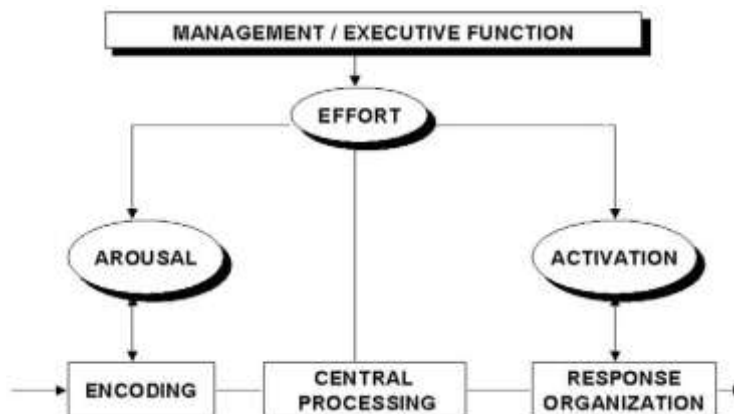 MANAGEMENT / EXECUTIVE FUNCTION
EFFORT
AROUSAL
ACTIVATION
ENCODING
CENTRAL
PROCESSING
RESPONSE
ORGANIZATION